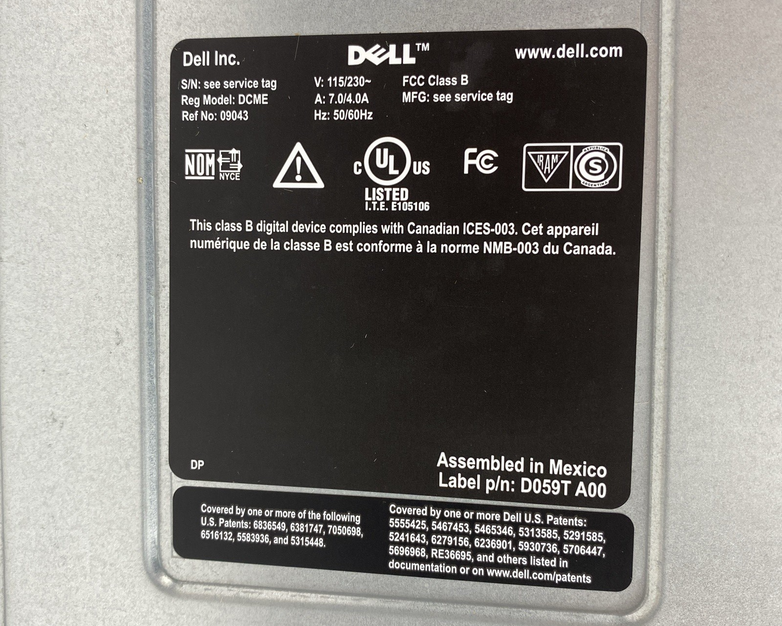 Dell Inc.
DELL™
www.dell.com
S/N: see service tag
Reg Model: DCME
Ref No: 09043
V: 115/230~
A: 7.0/4.0A
Hz: 50/60Hz
FCC Class B
MFG: see service tag
NOM
NYCE
C UL US
LISTED
I.T.E. E105106
FC
IRAM
S
This class B digital device complies with Canadian ICES-003. Cet appareil
numérique de la classe B est conforme à la norme NMB-003 du Canada.
DP
Assembled in Mexico
Label p/n: D059T A00
Covered by one or more of the following
U.S. Patents: 6836549, 6381747, 7050698,
6516132, 5583936, and 5315448.
Covered by one or more Dell U.S. Patents:
5555425, 5467453, 5465346, 5313585, 5291585,
5241643, 6279156, 6236901, 5930736, 5706447,
5696968, RE36695, and others listed in
documentation or on www.dell.com/patents